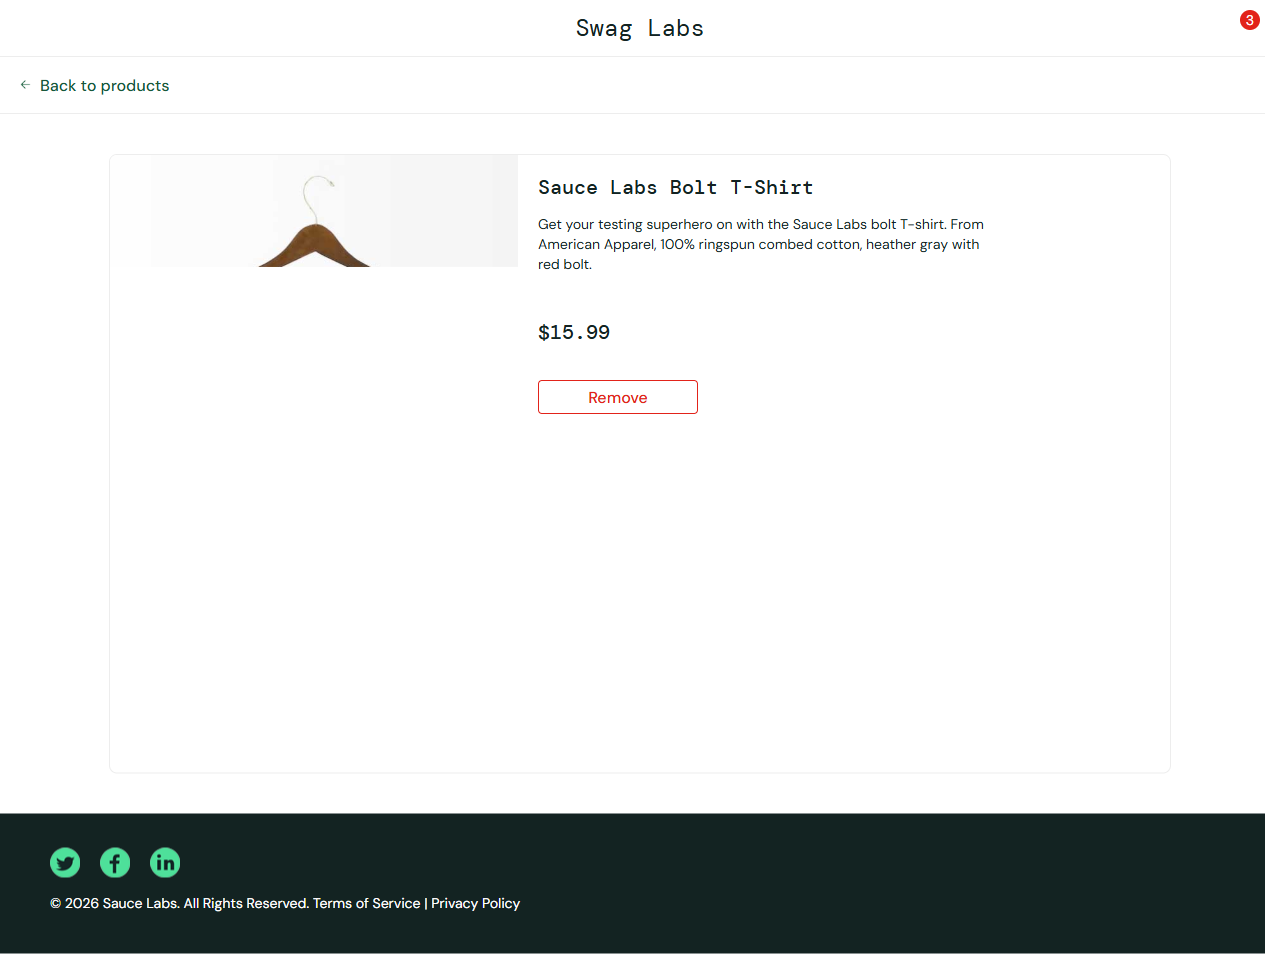 Swag Labs
3
Back to products
Sauce Labs Bolt T-Shirt
Get your testing superhero on with the Sauce Labs bolt T-shirt. From
American Apparel, 100% ringspun combed cotton, heather gray with
red bolt.
$15.99
Remove
© 2026 Sauce Labs. All Rights Reserved. Terms of Service | Privacy Policy